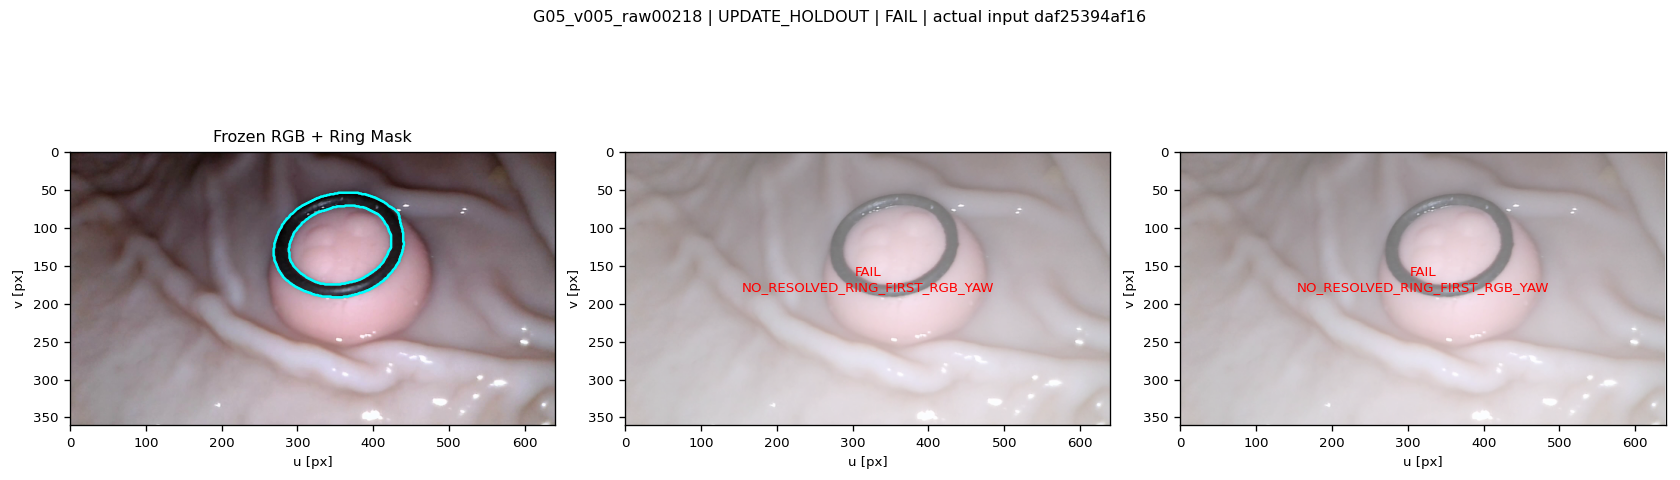 G05_v005_raw00218 | UPDATE_HOLDOUT | FAIL | actual input daf25394af16
Frozen RGB + Ring Mask
0
50
100
150
200
250
300
350
v [px]
0 100 200 300 400 500 600
u [px]
0
50
100
150
200
250
300
350
v [px]
FAIL
NO_RESOLVED_RING_FIRST_RGB_YAW
0 100 200 300 400 500 600
u [px]
0
50
100
150
200
250
300
350
v [px]
FAIL
NO_RESOLVED_RING_FIRST_RGB_YAW
0 100 200 300 400 500 600
u [px]